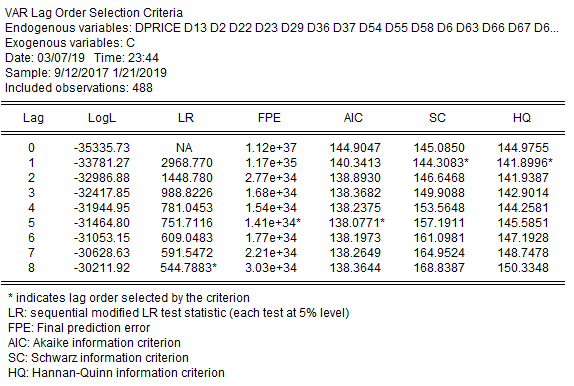 VAR Lag Order Selection Criteria
Endogenous variables: DPRICE D13 D2 D22 D23 D29 D36 D37 D54 D55 D58 D6 D63 D66 D67 D6...
Exogenous variables: C
Date: 03/07/19 Time: 23:44
Sample: 9/12/2017 1/21/2019
Included observations: 488
Lag LogL LR FPE AIC SC HQ
0 -35335.73 NA 1.12e+37 144.9047 145.0850 144.9755
1 -33781.27 2968.770 1.17e+35 140.3413 144.3083* 141.8996*
2 -32986.88 1448.780 2.77e+34 138.8930 146.6468 141.9387
3 -32417.85 988.8226 1.68e+34 138.3682 149.9088 142.9014
4 -31944.95 781.0453 1.54e+34 138.2375 153.5648 144.2581
5 -31464.80 751.7116 1.41e+34* 138.0771* 157.1911 145.5851
6 -31053.15 609.0483 1.77e+34 138.1973 161.0981 147.1928
7 -30628.63 591.5472 2.21e+34 138.2649 164.9524 148.7478
8 -30211.92 544.7883* 3.03e+34 138.3644 168.8387 150.3348
* indicates lag order selected by the criterion
LR: sequential modified LR test statistic (each test at 5% level)
FPE: Final prediction error
AIC: Akaike information criterion
SC: Schwarz information criterion
HQ: Hannan-Quinn information criterion